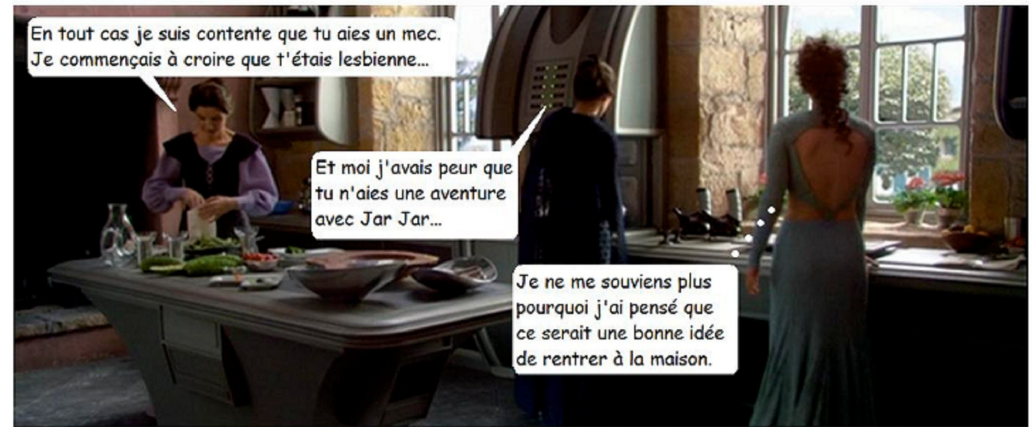 En tout cas je suis contente que tu aies un mec.
Je commençais à croire que t'étais lesbienne...
Et moi j'avais peur que
tu n'aies une aventure
avec Jar Jar...
Je ne me souviens plus
pourquoi j'ai pensé que
ce serait une bonne idée
de rentrer à la maison.